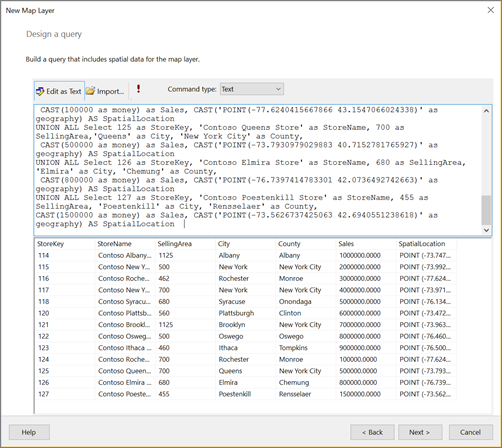 New Map Layer
Design a query
Build a query that includes spatial data for the map layer.
Edit as Text Import... ! Command type: Text
CAST(100000 as money) as Sales, CAST('POINT(-77.6240415667866 43.1547066024338)' as
geography) AS SpatialLocation
UNION ALL Select 125 as StoreKey, 'Contoso Queens Store' as StoreName, 700 as
SellingArea,'Queens' as City, 'New York City' as County,
CAST(500000 as money) as Sales, CAST('POINT(-73.7930979029883 40.7152781765927)' as
geography) AS SpatialLocation
UNION ALL Select 126 as StoreKey, 'Contoso Elmira Store' as StoreName, 680 as SellingArea,
'Elmira' as City, 'Chemung' as County,
CAST(800000 as money) as Sales, CAST('POINT(-76.7397414783301 42.0736492742663)' as
geography) AS SpatialLocation
UNION ALL Select 127 as StoreKey, 'Contoso Poestenkill Store' as StoreName, 455 as
SellingArea, 'Poestenkill' as City, 'Rensselaer' as County,
CAST(1500000 as money) as Sales, CAST('POINT(-73.5626737425063 42.6940551238618)' as
geography) AS SpatialLocation
StoreKey StoreName SellingArea City County Sales SpatialLocation
114 Contoso Albany... 1125 Albany Albany 1000000.0000 POINT (-73.747...
115 Contoso New Y... 500 New York New York City 2000000.0000 POINT (-73.992...
116 Contoso Roche... 462 Rochester Monroe 3000000.0000 POINT (-77.624...
117 Contoso New Y... 700 New York New York City 4000000.0000 POINT (-73.971...
118 Contoso Syracu... 680 Syracuse Onondaga 5000000.0000 POINT (-76.134...
120 Contoso Plattsb... 560 Plattsburgh Clinton 6000000.0000 POINT (-73.472...
121 Contoso Brookl... 1125 Brooklyn New York City 7000000.0000 POINT (-73.963...
122 Contoso Osweg... 500 Oswego Oswego 8000000.0000 POINT (-76.460...
123 Contoso Ithaca ... 460 Ithaca Tompkins 9000000.0000 POINT (-76.500...
124 Contoso Roche... 700 Rochester Monroe 100000.0000 POINT (-77.624...
125 Contoso Queen... 700 Queens New York City 500000.0000 POINT (-73.793...
126 Contoso Elmira ... 680 Elmira Chemung 800000.0000 POINT (-76.739...
127 Contoso Poeste... 455 Poestenkill Rensselaer 1500000.0000 POINT (-73.562...
Help < Back Next > Cancel